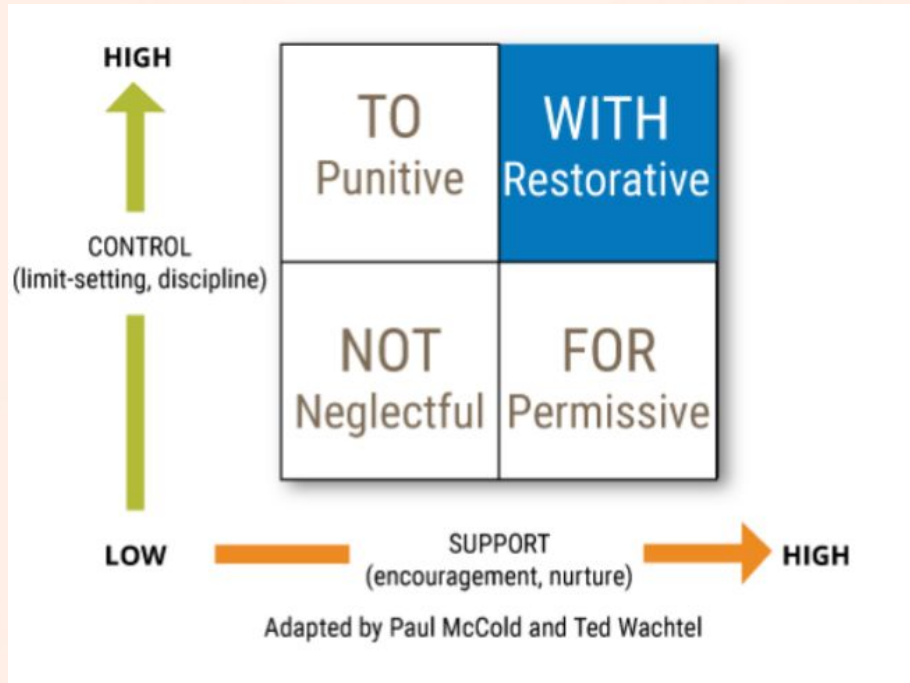 HIGH
TO
Punitive
WITH
Restorative
CONTROL
(limit-setting, discipline)
NOT
Neglectful
FOR
Permissive
LOW
SUPPORT
(encouragement, nurture)
HIGH
Adapted by Paul McCold and Ted Wachtel